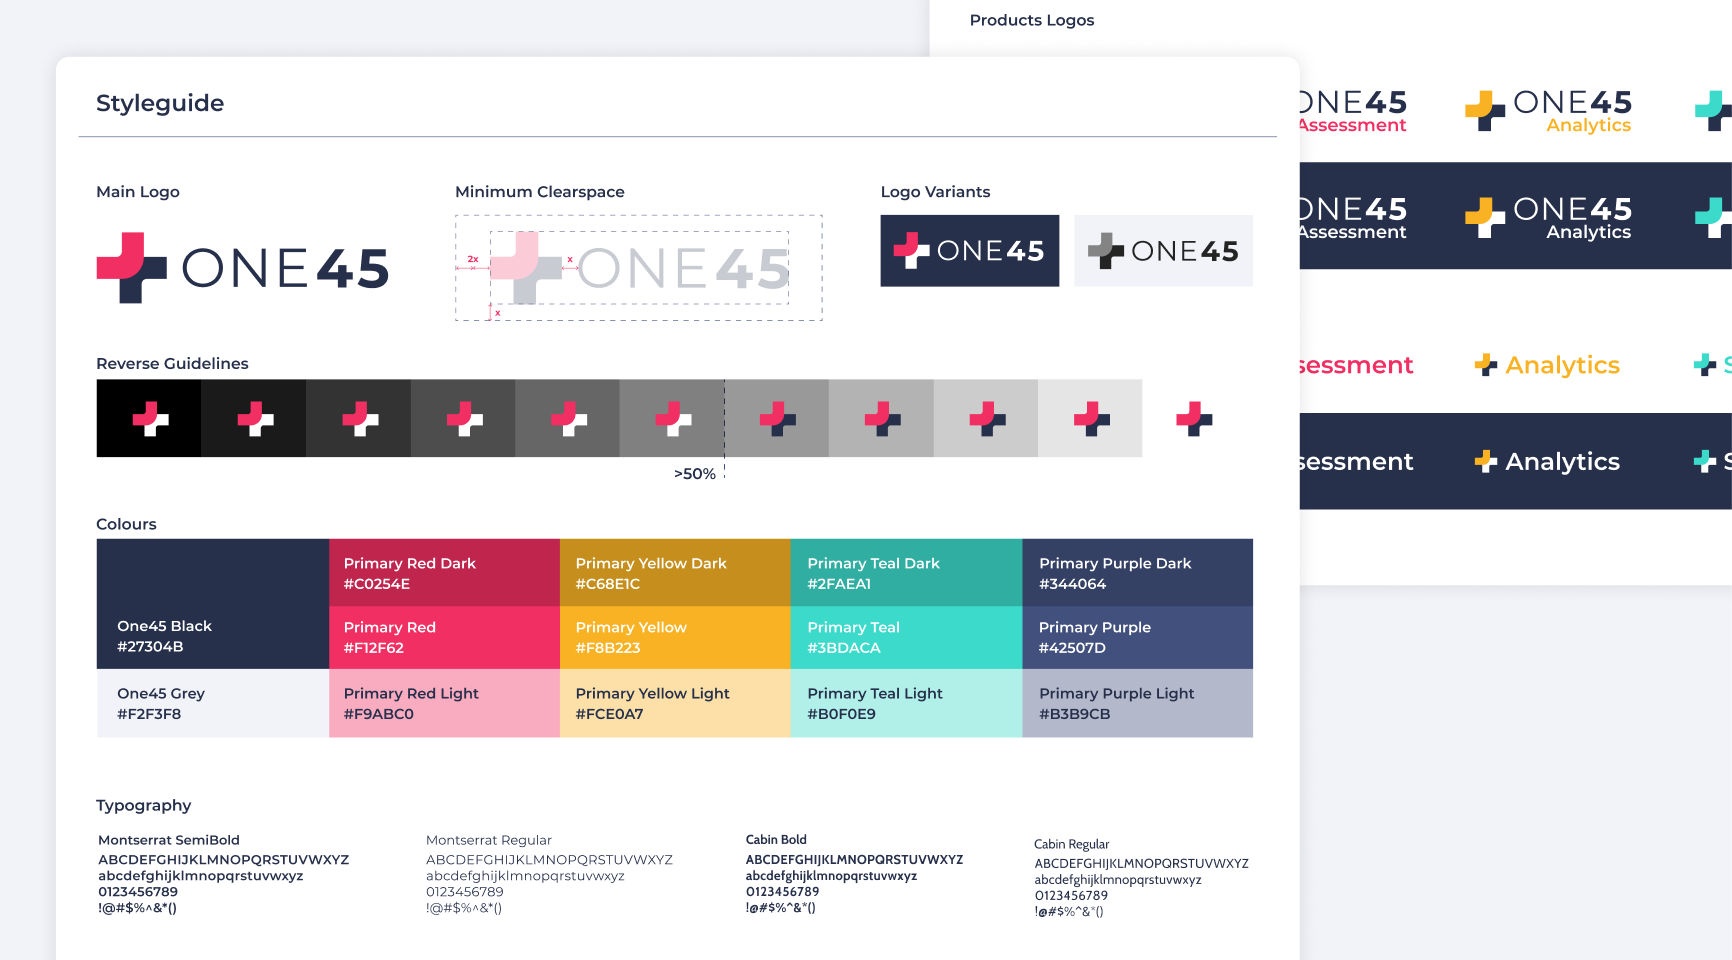 Products Logos
Styleguide
Main Logo
ONE45
Minimum Clearspace
2x
x
x
ONE45
Logo Variants
ONE45
ONE45
Reverse Guidelines
>50%
Colours
One45 Black
#27304B
One45 Grey
#F2F3F8
Primary Red Dark
#C0254E
Primary Red
#F12F62
Primary Red Light
#F9ABC0
Primary Yellow Dark
#C68E1C
Primary Yellow
#F8B223
Primary Yellow Light
#FCE0A7
Primary Teal Dark
#2FAEA1
Primary Teal
#3BDACA
Primary Teal Light
#B0F0E9
Primary Purple Dark
#344064
Primary Purple
#42507D
Primary Purple Light
#B3B9CB
Typography
Montserrat SemiBold
ABCDEFGHIJKLMNOPQRSTUVWXYZ
abcdefghijklmnopqrstuvwxyz
0123456789
!@#$%^&*()
Montserrat Regular
ABCDEFGHIJKLMNOPQRSTUVWXYZ
abcdefghijklmnopqrstuvwxyz
0123456789
!@#$%^&*()
Cabin Bold
ABCDEFGHIJKLMNOPQRSTUVWXYZ
abcdefghijklmnopqrstuvwxyz
0123456789
!@#$%^&*()
Cabin Regular
ABCDEFGHIJKLMNOPQRSTUVWXYZ
abcdefghijklmnopqrstuvwxyz
0123456789
!@#$%^&*()
ONE45
Assessment
ONE45
Analytics
ONE45
Assessment
ONE45
Analytics
sessment
Analytics
sessment
Analytics